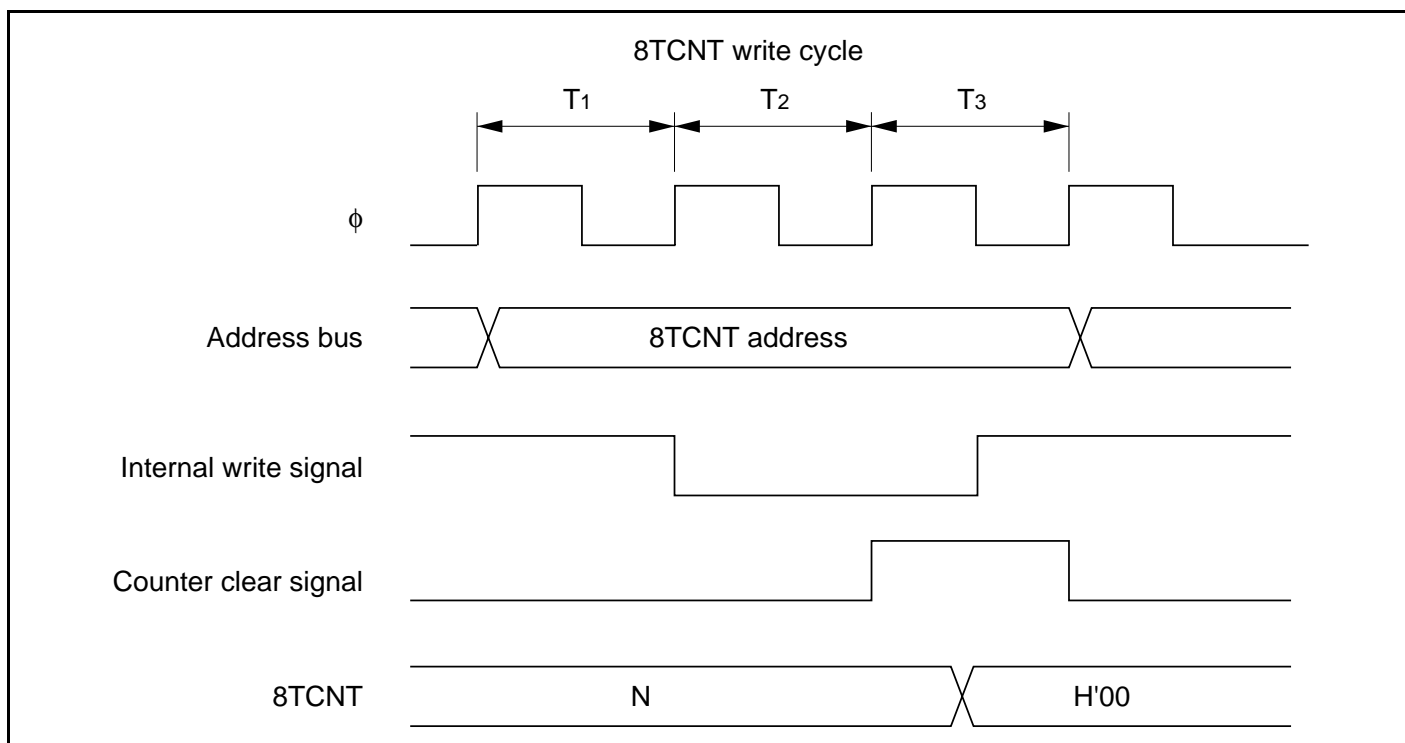 8TCNT write cycle
T1 T2 T3
φ
Address bus 8TCNT address
Internal write signal
Counter clear signal
8TCNT N H'00